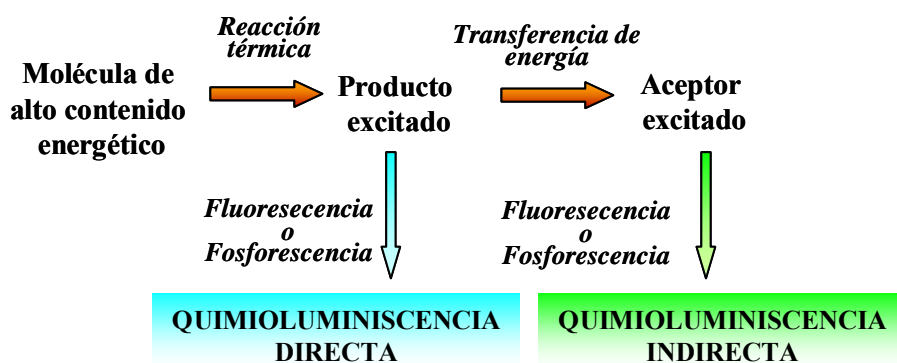 Reacción
térmica
Transferencia de
energía
Molécula de
alto contenido
energético
Producto
excitado
Aceptor
excitado
Fluoresecencia
o
Fosforescencia
Fluoresecencia
o
Fosforescencia
QUIMIOLUMINISCENCIA
DIRECTA
QUIMIOLUMINISCENCIA
INDIRECTA